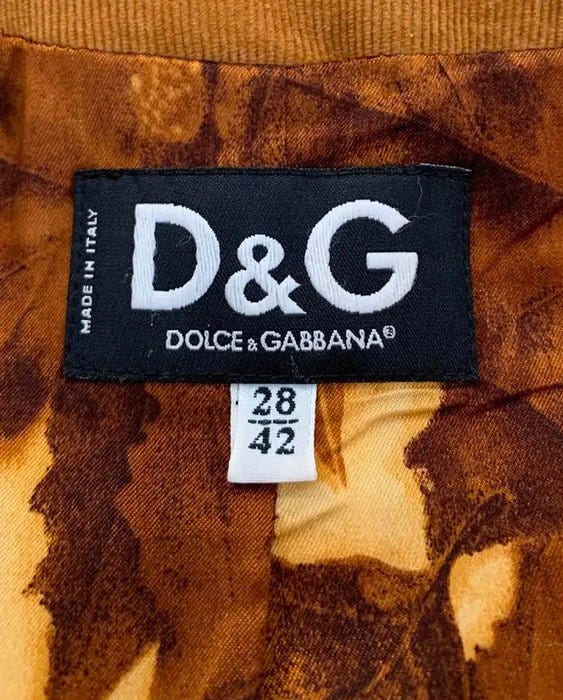 MADE IN ITALY
D&G
DOLCE & GABBANA®
28
42